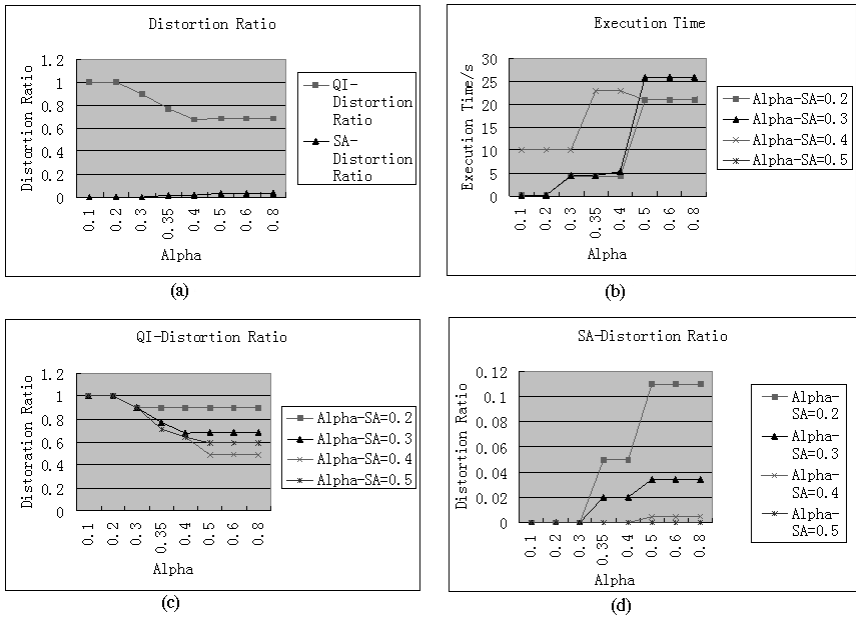 Distortion Ratio
Distortion Ratio
1.2
1
0.8
0.6
0.4
0.2
0
0.1
0.2
0.3
0.35
0.4
0.5
0.6
0.8
Alpha
QI-
Distortion
Ratio
SA-
Distortion
Ratio
(a)
Execution Time
Execution Time/s
30
25
20
15
10
5
0
0.1
0.2
0.3
0.35
0.4
0.5
0.6
0.8
Alpha
Alpha-SA=0.2
Alpha-SA=0.3
Alpha-SA=0.4
Alpha-SA=0.5
(b)
QI-Distortion Ratio
Distoration Ratio
1.2
1
0.8
0.6
0.4
0.2
0
0.1
0.2
0.3
0.35
0.4
0.5
0.6
0.8
Alpha
Alpha-SA=0.2
Alpha-SA=0.3
Alpha-SA=0.4
Alpha-SA=0.5
(c)
SA-Distortion Ratio
Distortion Ratio
0.12
0.1
0.08
0.06
0.04
0.02
0
0.1
0.2
0.3
0.35
0.4
0.5
0.6
0.8
Alpha
Alpha-
SA=0.2
Alpha-
SA=0.3
Alpha-
SA=0.4
Alpha-
SA=0.5
(d)